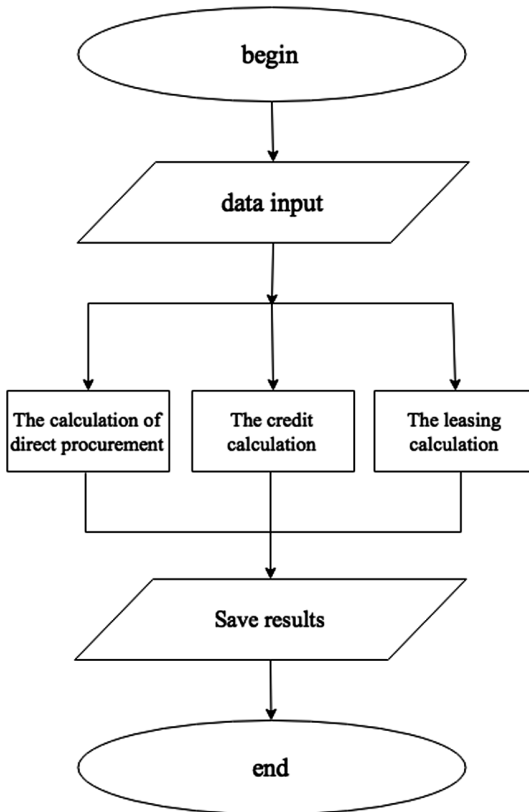 begin
data input
The calculation of
direct procurement
The credit
calculation
The leasing
calculation
Save results
end